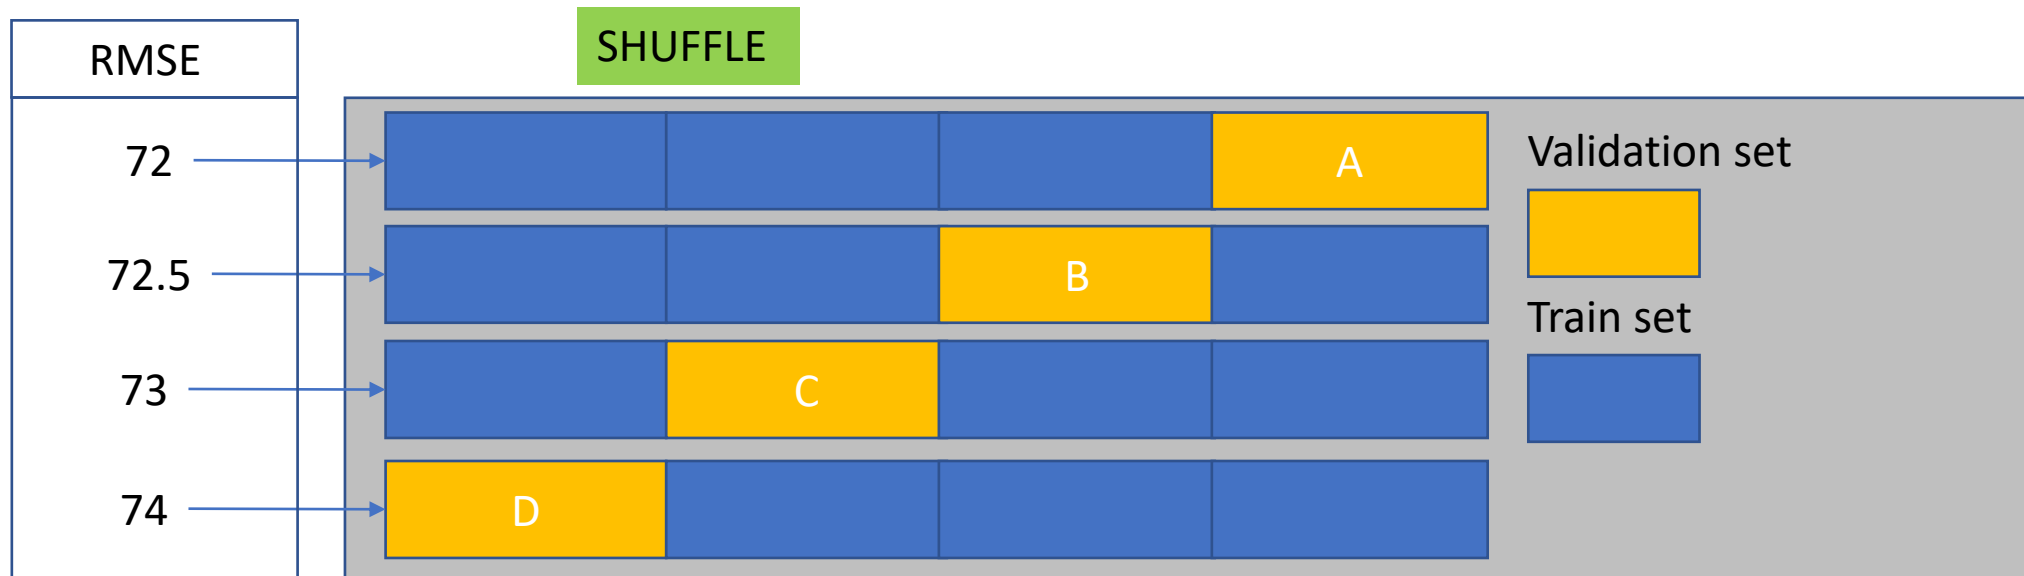 RMSE
SHUFFLE
72
A
Validation set
72.5
B
Train set
73
C
74
D